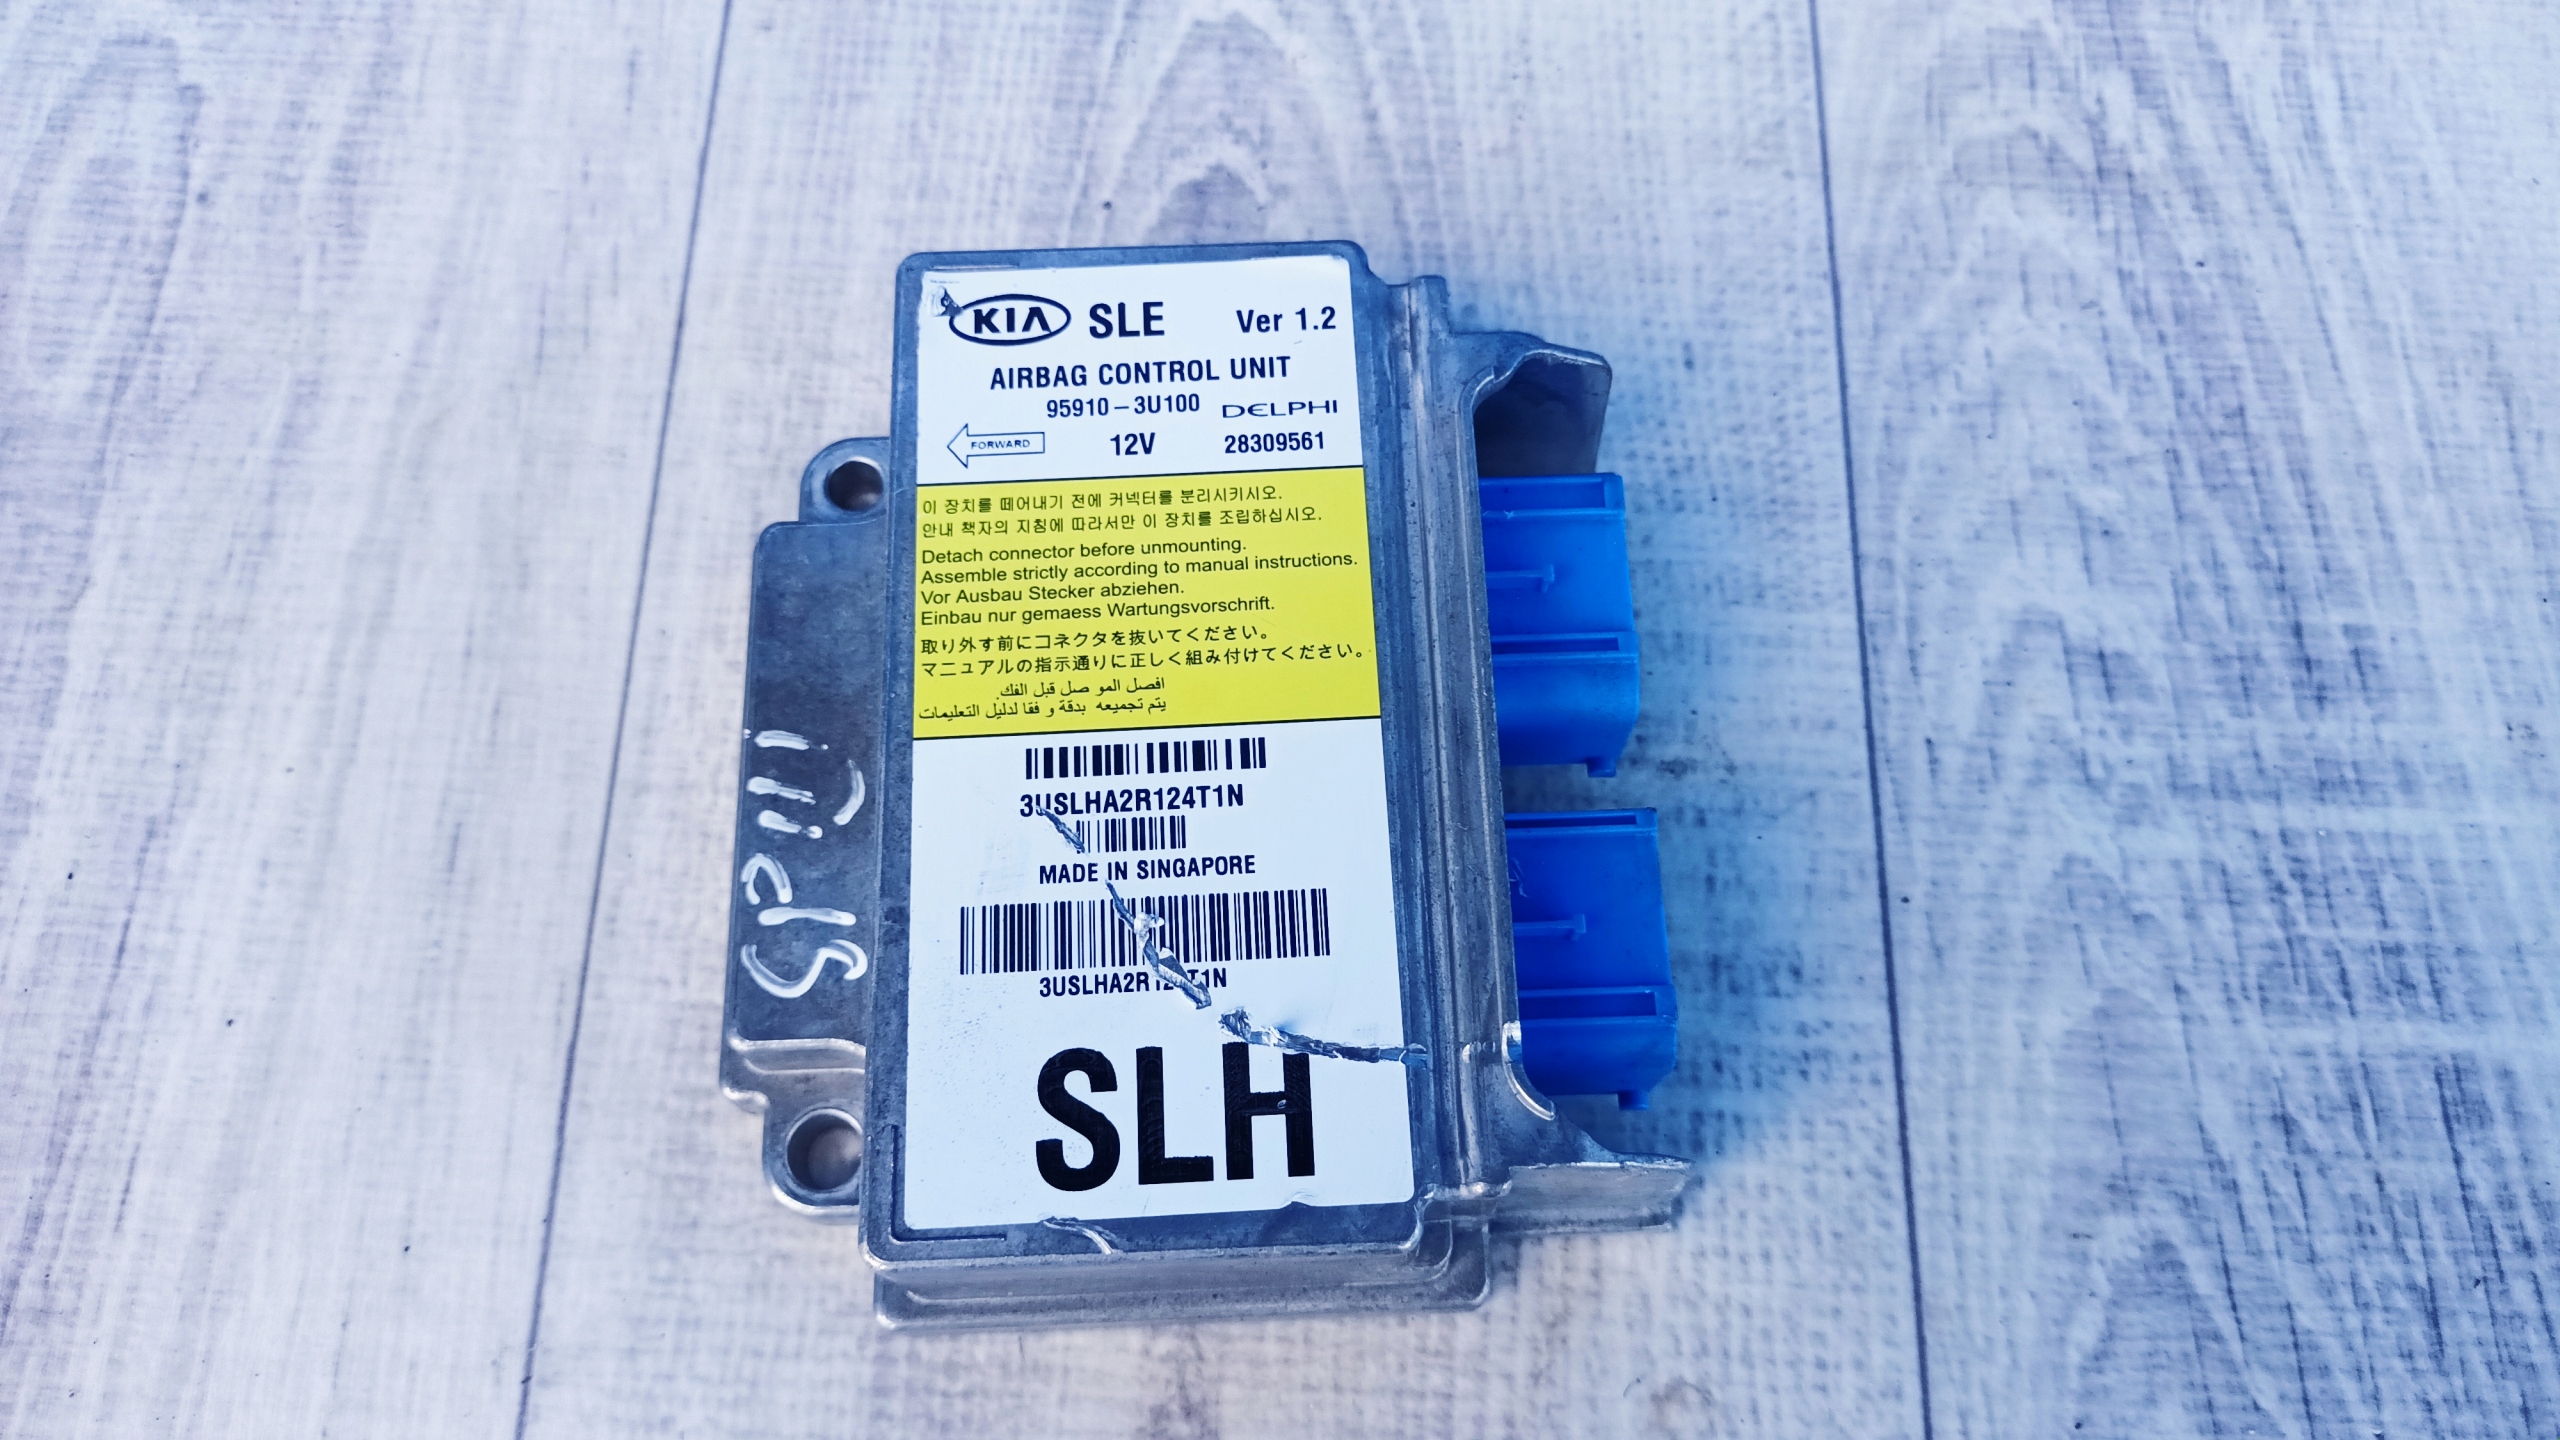 KIA SLE Ver 1.2
AIRBAG CONTROL UNIT
95910-3U100 DELPHI
FORWARD 12V 28309561
이 장치를 떼어내기 전에 커넥터를 분리시키시오.
안내 책자의 지침에 따라서만 이 장치를 조립하십시오.
Detach connector before unmounting.
Assemble strictly according to manual instructions.
Vor Ausbau Stecker abziehen.
Einbau nur gemaess Wartungsvorschrift.
取り外す前にコネクタを抜いてください。
マニュアルの指示通りに正しく組み付けてください。
افصل المو صل قبل الفك.
يتم تجميعه بدقة و فقا لدليل التعليمات
3USLHA2R124T1N
MADE IN SINGAPORE
3USLHA2R124T1N
SLH